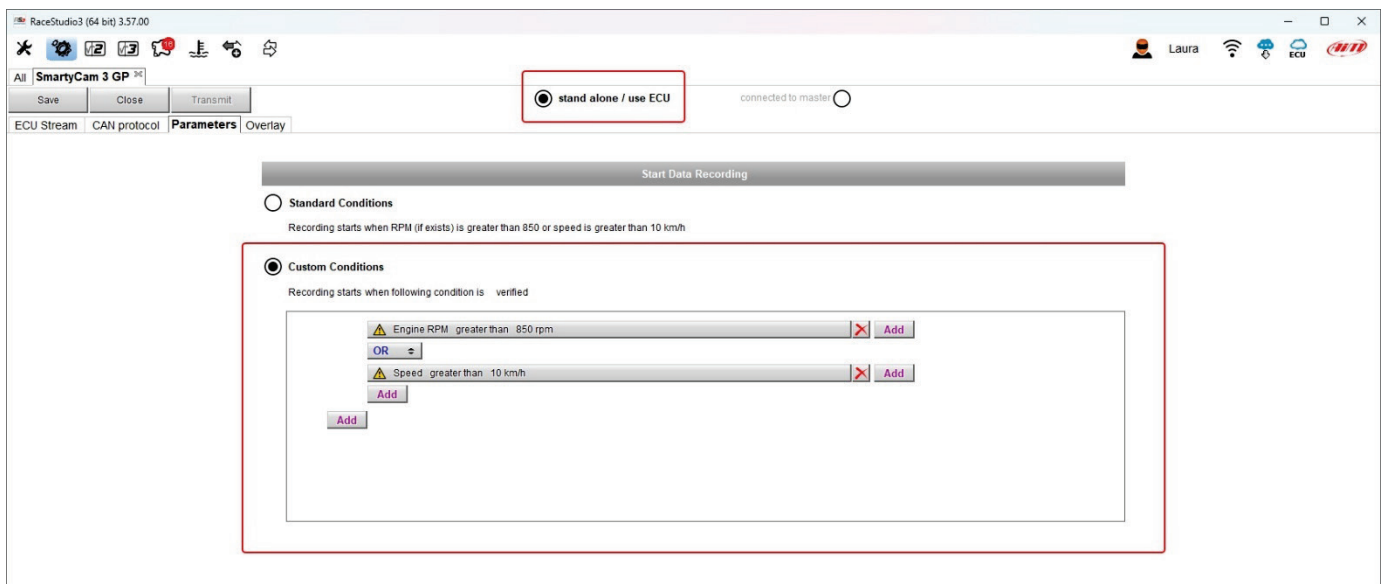 RaceStudio3 (64 bit) 3.57.00
Laura
ECU
All SmartyCam 3 GP
Save Close Transmit stand alone / use ECU connected to master
ECU Stream CAN protocol Parameters Overlay
Start Data Recording
Standard Conditions
Recording starts when RPM (if exists) is greater than 850 or speed is greater than 10 km/h
Custom Conditions
Recording starts when following condition is verified
Engine RPM greater than 850 rpm Add
OR
Speed greater than 10 km/h Add
Add
Add